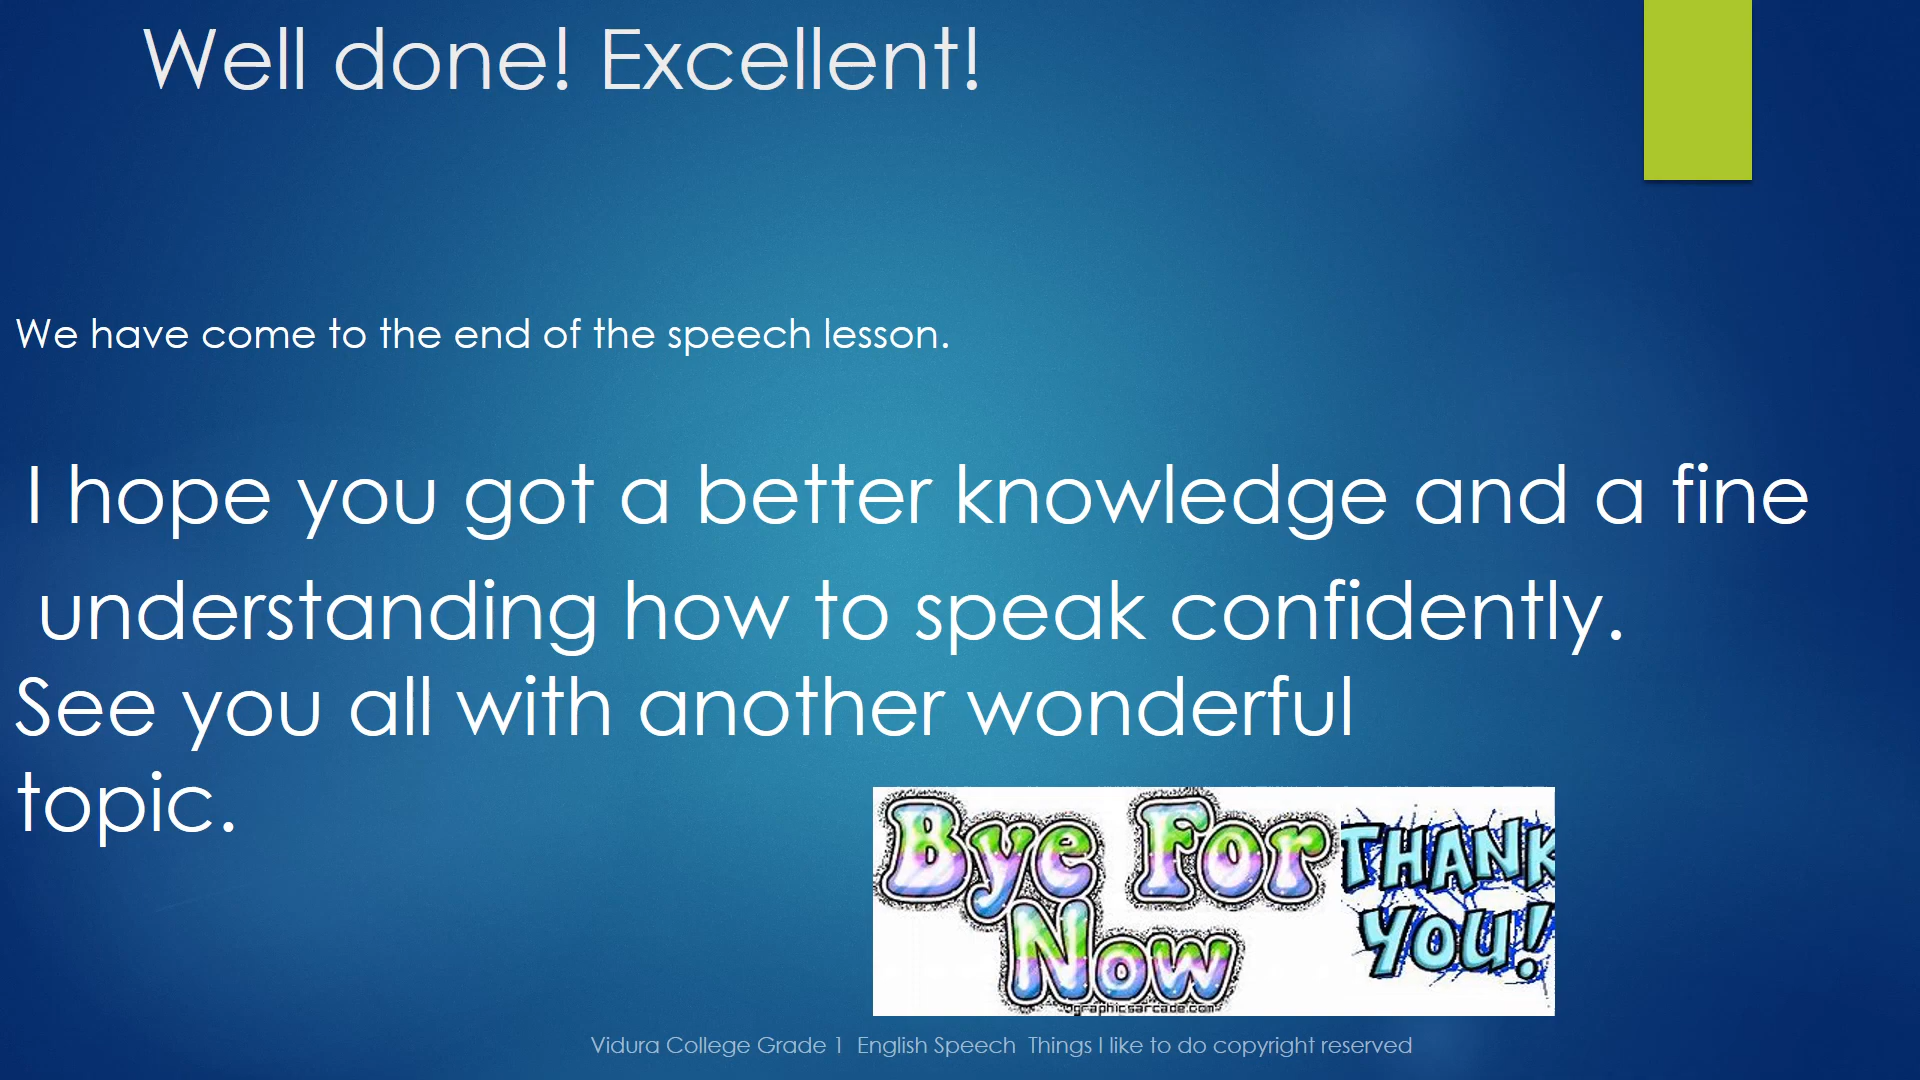 Well done! Excellent!
We have come to the end of the speech lesson.
I hope you got a better knowledge and a fine
understanding how to speak confidently.
See you all with another wonderful
topic.
Bye For
Now
THANK
YOU!
graphicsarcade.com
Vidura College Grade 1 English Speech Things I like to do copyright reserved